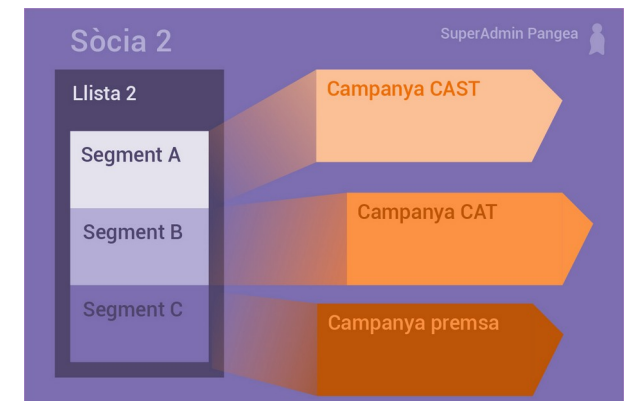 Sòcia 2
SuperAdmin Pangea
Llista 2
Campanya CAST
Segment A
Campanya CAT
Segment B
Segment C
Campanya premsa